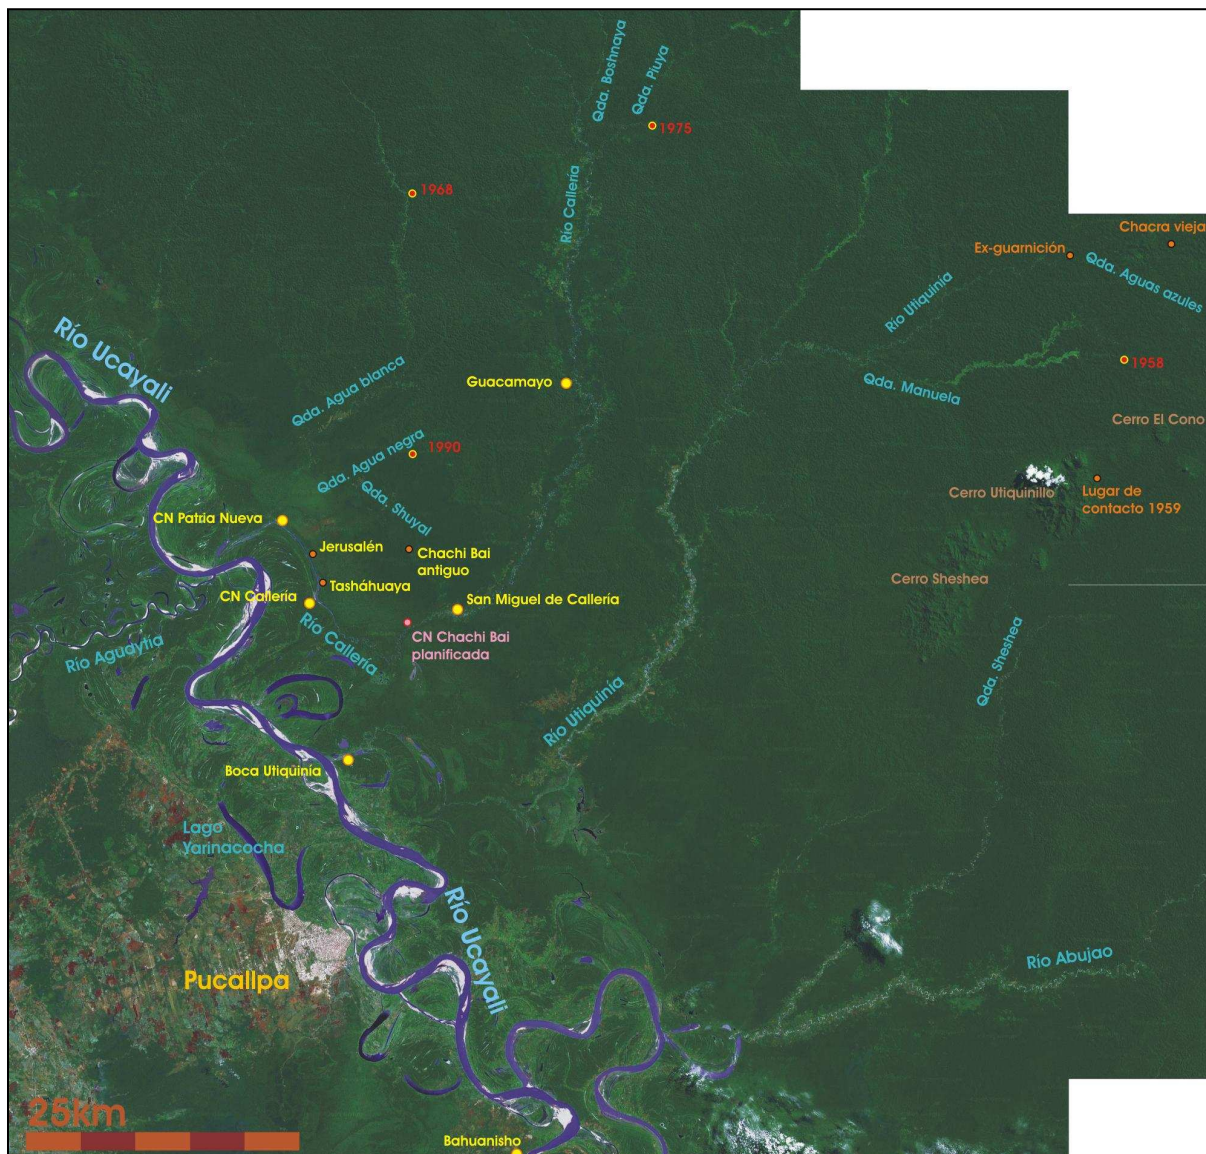 Qda. Boshnaya
Qda. Piuya
1975
1968
Río Callería
Chacra vieja
Ex-guarnición
Qda. Aguas azules
Río Utiquinía
Río Ucayali
1958
Guacamayo
Qda. Agua blanca
Qda. Manuela
Cerro El Cono
1990
Qda. Agua negra
Qda. Shuyal
Cerro Utiquinillo
Lugar de
contacto 1959
CN Patria Nueva
Jerusalén
Chachi Bai
antiguo
Tasháhuaya
Cerro Sheshea
CN Callería
San Miguel de Callería
Río Callería
CN Chachi Bai
planificada
Río Aguaytia
Qda. Sheshea
Río Utiquinía
Boca Utiquinía
Lago
Yarinacocha
Río Ucayali
Río Abujao
Pucallpa
25km
Bahuanisho